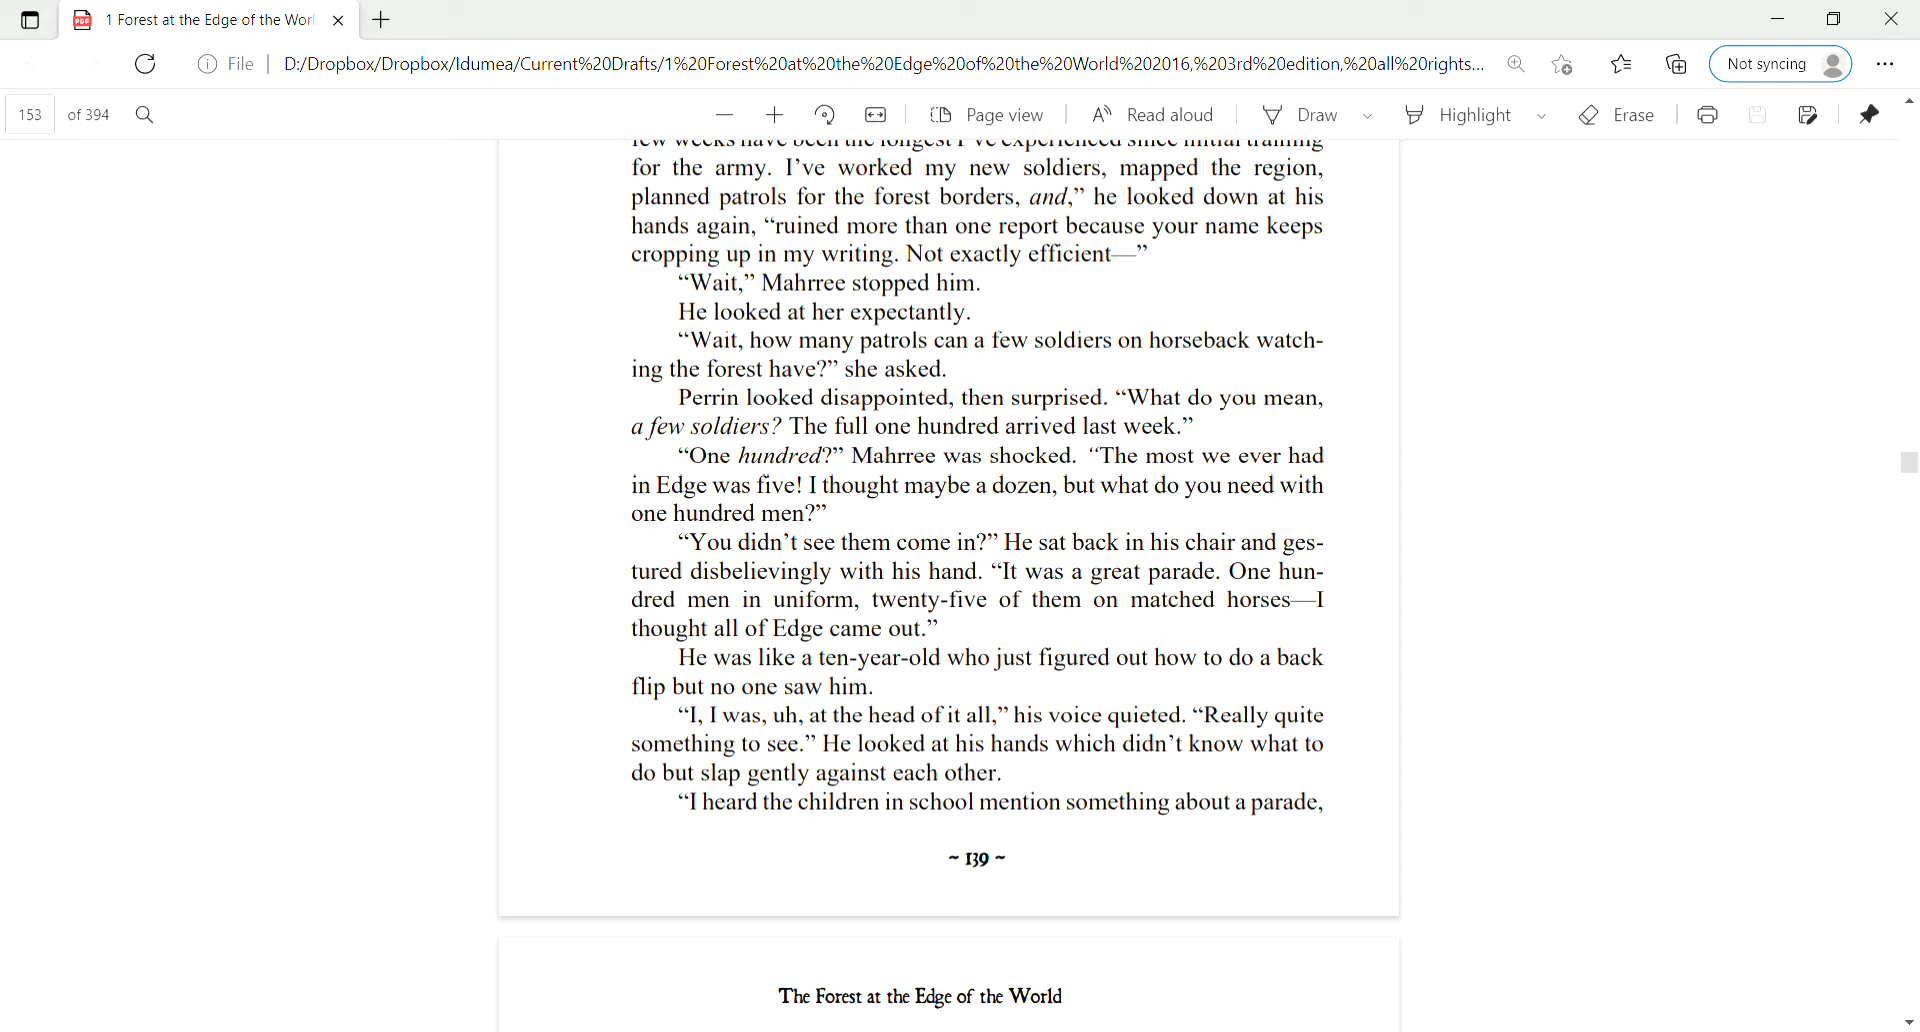 1 Forest at the Edge of the Worl
File
D:/Dropbox/Dropbox/Idumea/Current%20Drafts/1%20Forest%20at%20the%20Edge%20of%20the%20World%202016,%203rd%20edition,%20all%20rights...
Not syncing
153 of 394
Page view
Read aloud
Draw
Highlight
Erase
few weeks have been the longest I’ve experienced since initial training
for the army. I’ve worked my new soldiers, mapped the region,
planned patrols for the forest borders, and,” he looked down at his
hands again, “ruined more than one report because your name keeps
cropping up in my writing. Not exactly efficient—”
“Wait,” Mahrree stopped him.
He looked at her expectantly.
“Wait, how many patrols can a few soldiers on horseback watch-
ing the forest have?” she asked.
Perrin looked disappointed, then surprised. “What do you mean,
a few soldiers? The full one hundred arrived last week.”
“One hundred?” Mahrree was shocked. “The most we ever had
in Edge was five! I thought maybe a dozen, but what do you need with
one hundred men?”
“You didn’t see them come in?” He sat back in his chair and ges-
tured disbelievingly with his hand. “It was a great parade. One hun-
dred men in uniform, twenty-five of them on matched horses—I
thought all of Edge came out.”
He was like a ten-year-old who just figured out how to do a back
flip but no one saw him.
“I, I was, uh, at the head of it all,” his voice quieted. “Really quite
something to see.” He looked at his hands which didn’t know what to
do but slap gently against each other.
“I heard the children in school mention something about a parade,
~ 139 ~
The Forest at the Edge of the World